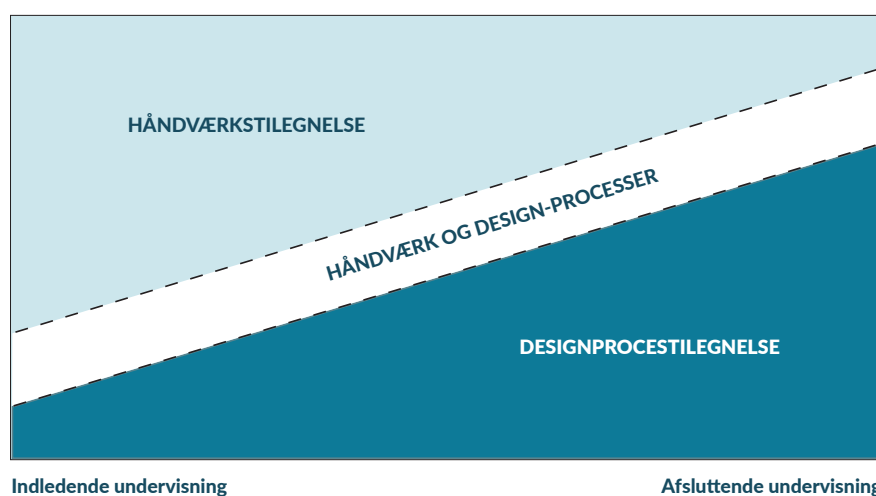 HÅNDVÆRKSTILEGNELSE
HÅNDVÆRK OG DESIGN-PROCESSER
DESIGNPROCESTILEGNELSE
Indledende undervisning
Afsluttende undervisning